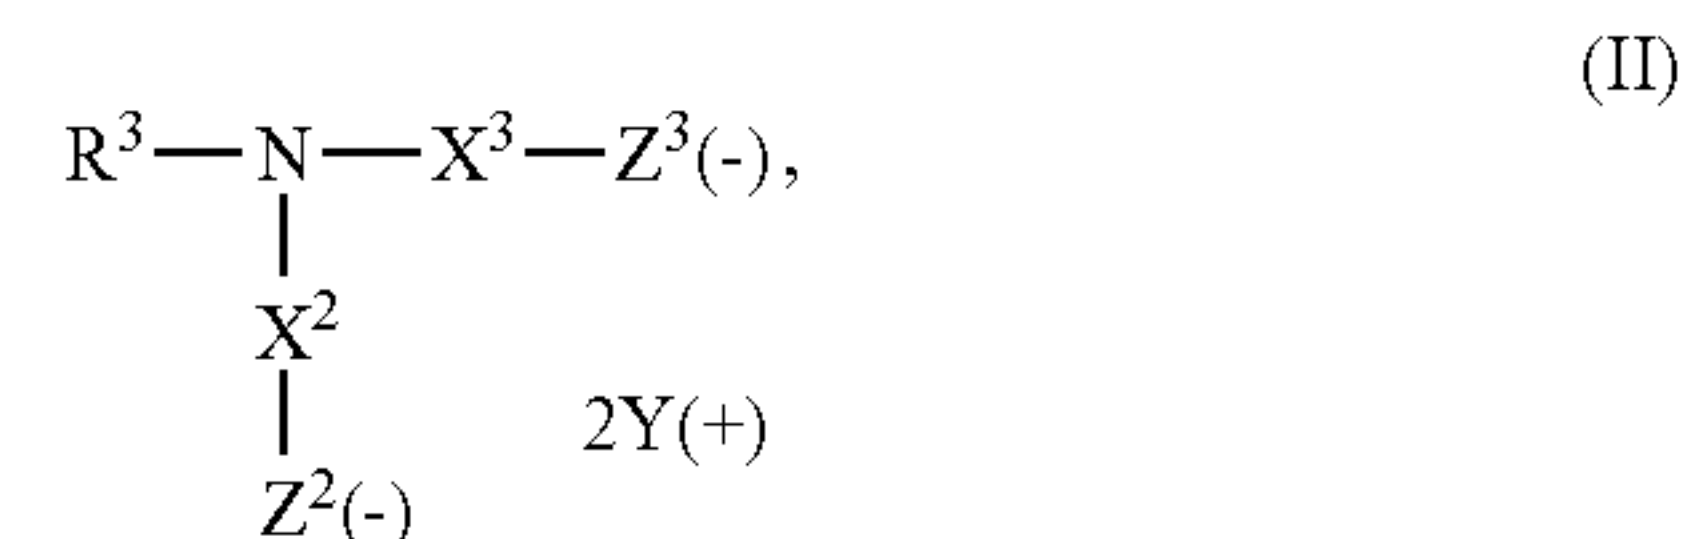 (II)
R³—N—X³—Z³(-),
X²
2Y(+)
Z²(-)